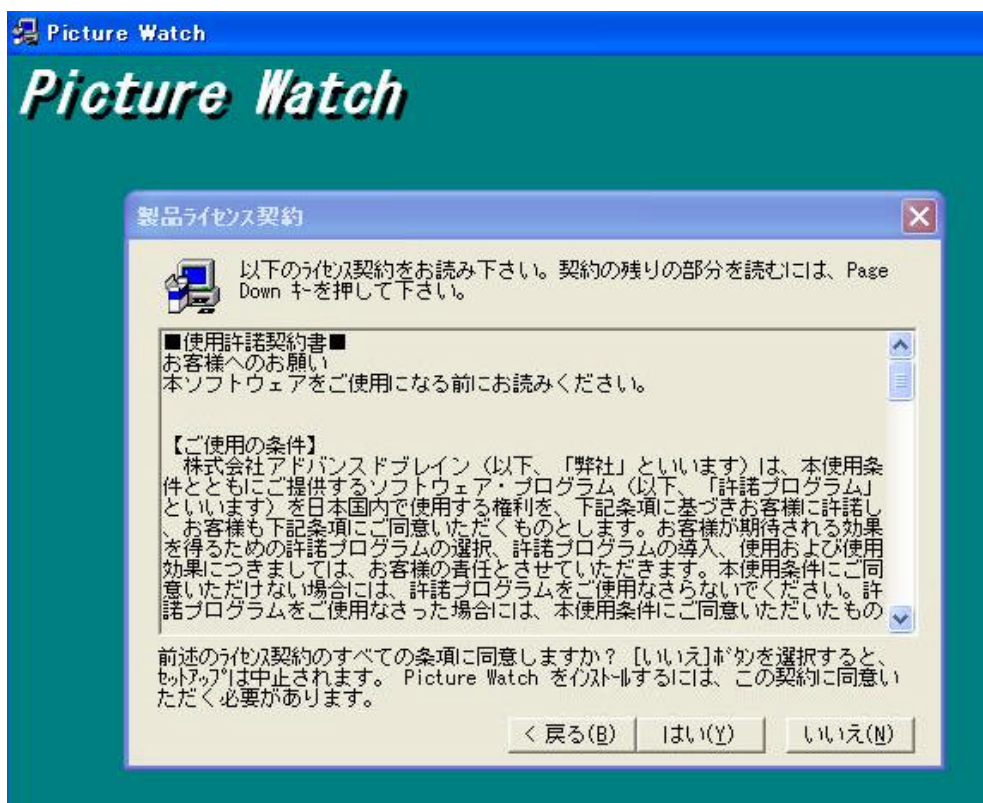 Picture Watch
Picture Watch
製品ﾗｲｾﾝｽ契約
以下のﾗｲｾﾝｽ契約をお読み下さい。契約の残りの部分を読むには、Page
Down ｷｰを押して下さい。
■使用許諾契約書■
お客様へのお願い
本ソフトウェアをご使用になる前にお読みください。
【ご使用の条件】
株式会社アドバンスドブレイン（以下、「弊社」といいます）は、本使用条
件とともにご提供するソフトウェア・プログラム（以下、「許諾プログラム」
といいます）を日本国内で使用する権利を、下記条項に基づきお客様に許諾し
、お客様も下記条項にご同意いただくものとします。お客様が期待される効果
を得るための許諾プログラムの選択、許諾プログラムの導入、使用および使用
効果につきましては、お客様の責任とさせていただきます。本使用条件にご同
意いただけない場合には、許諾プログラムをご使用なさらないでください。許
諾プログラムをご使用なさった場合には、本使用条件にご同意いただいたもの
前述のﾗｲｾﾝｽ契約のすべての条項に同意しますか？ [いいえ]ﾎﾞﾀﾝを選択すると、
ｾｯﾄｱｯﾌﾟは中止されます。 Picture Watch をｲﾝｽﾄｰﾙするには、この契約に同意い
ただく必要があります。
< 戻る(B) はい(Y) いいえ(N)